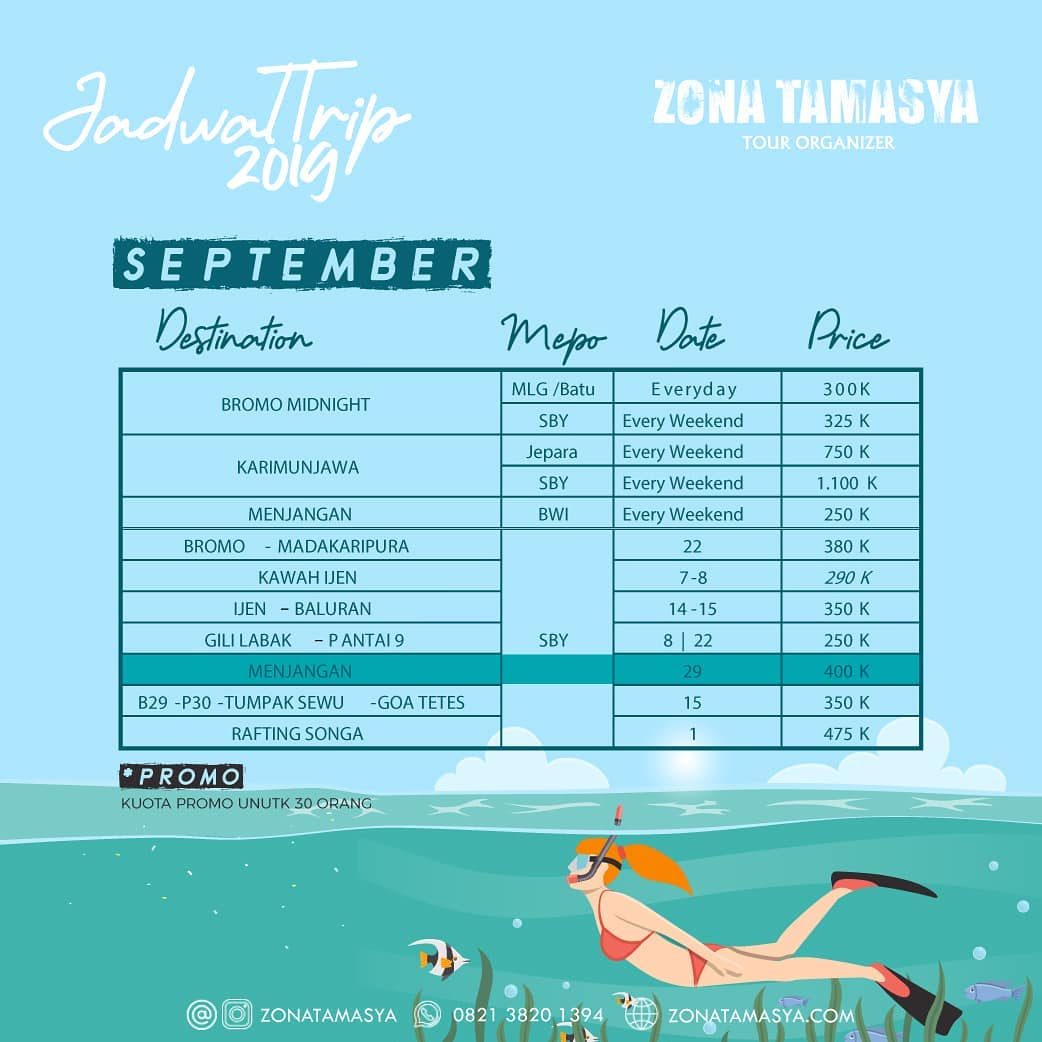 Jadwal Trip
2019
ZONA TAMASYA
TOUR ORGANIZER
SEPTEMBER
Destination Mepo Date Price
BROMO MIDNIGHT MLG /Batu Everyday 300K
SBY Every Weekend 325 K
KARIMUNJAWA Jepara Every Weekend 750 K
SBY Every Weekend 1.100 K
MENJANGAN BWI Every Weekend 250 K
BROMO - MADAKARIPURA 22 380 K
KAWAH IJEN 7-8 290 K
IJEN – BALURAN 14 -15 350 K
GILI LABAK – P ANTAI 9 SBY 8 | 22 250 K
MENJANGAN 29 400 K
B29 -P30 -TUMPAK SEWU -GOA TETES 15 350 K
RAFTING SONGA 1 475 K
*PROMO
KUOTA PROMO UNUTK 30 ORANG
@ ZONATAMASYA 0821 3820 1394 ZONATAMASYA.COM